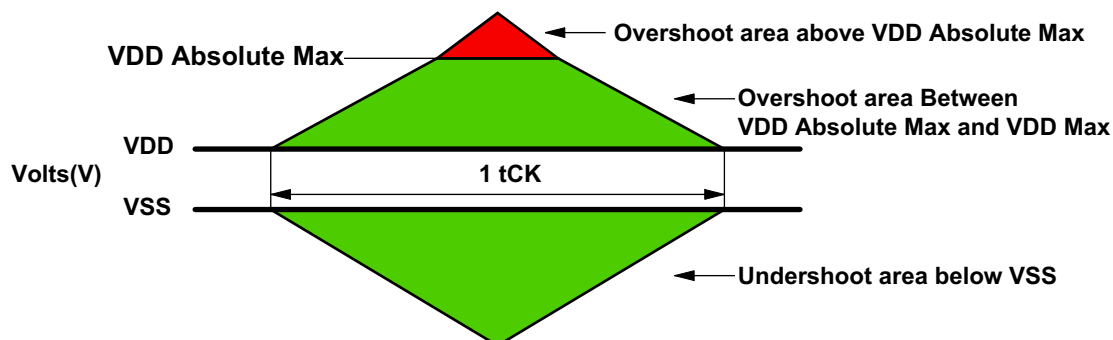 Overshoot area above VDD Absolute Max
VDD Absolute Max
Overshoot area Between
VDD Absolute Max and VDD Max
VDD
Volts(V)
1 tCK
VSS
Undershoot area below VSS